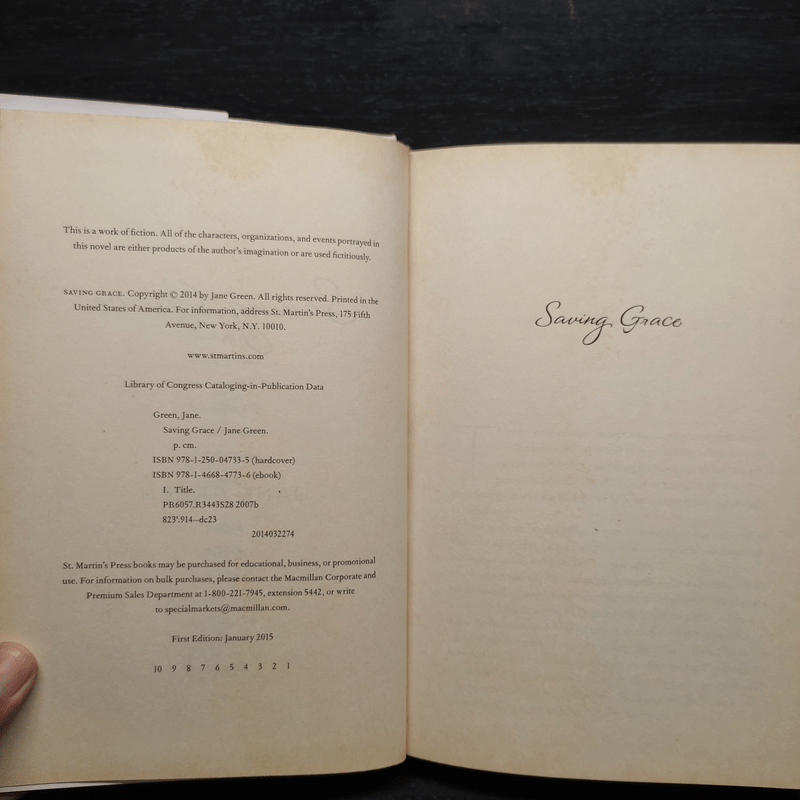 This is a work of fiction. All of the characters, organizations, and events portrayed in
this novel are either products of the author's imagination or are used fictitiously.
SAVING GRACE. Copyright © 2014 by Jane Green. All rights reserved. Printed in the
United States of America. For information, address St. Martin's Press, 175 Fifth
Avenue, New York, N.Y. 10010.
www.stmartins.com
Library of Congress Cataloging-in-Publication Data
Green, Jane.
Saving Grace / Jane Green.
p. cm.
ISBN 978-1-250-04733-5 (hardcover)
ISBN 978-1-4668-4773-6 (ebook)
I. Title.
PR6057.R3443S28 2007b
823'.914—dc23
2014032274
St. Martin's Press books may be purchased for educational, business, or promotional
use. For information on bulk purchases, please contact the Macmillan Corporate and
Premium Sales Department at 1-800-221-7945, extension 5442, or write
to specialmarkets@macmillan.com.
First Edition: January 2015
10 9 8 7 6 5 4 3 2 1
Saving Grace